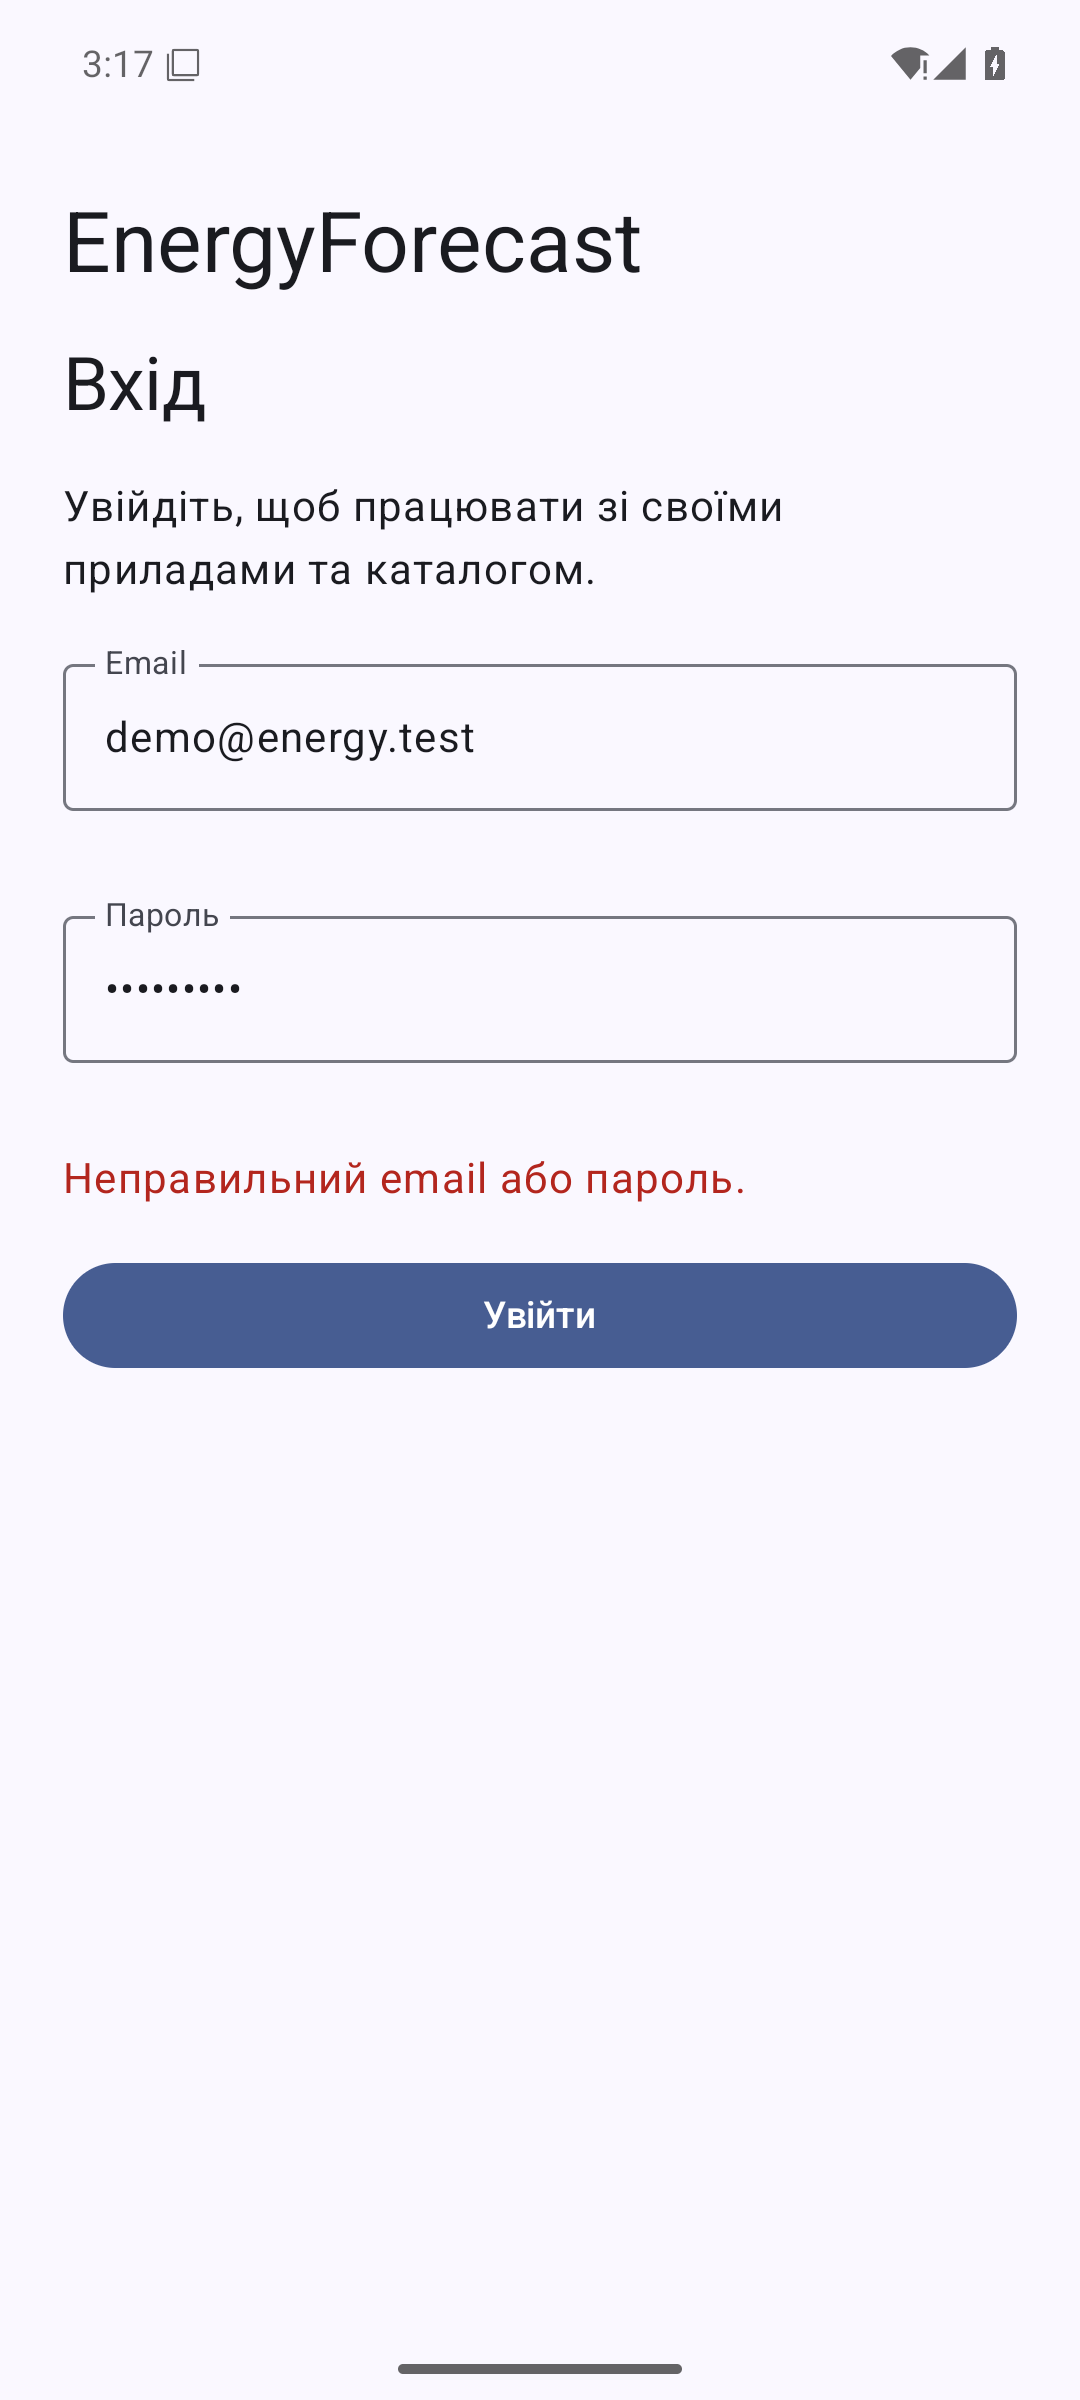 3:17
EnergyForecast
Вхід
Увійдіть, щоб працювати зі своїми
приладами та каталогом.
Email
demo@energy.test
Пароль
•••••••••
Неправильний email або пароль.
Увійти